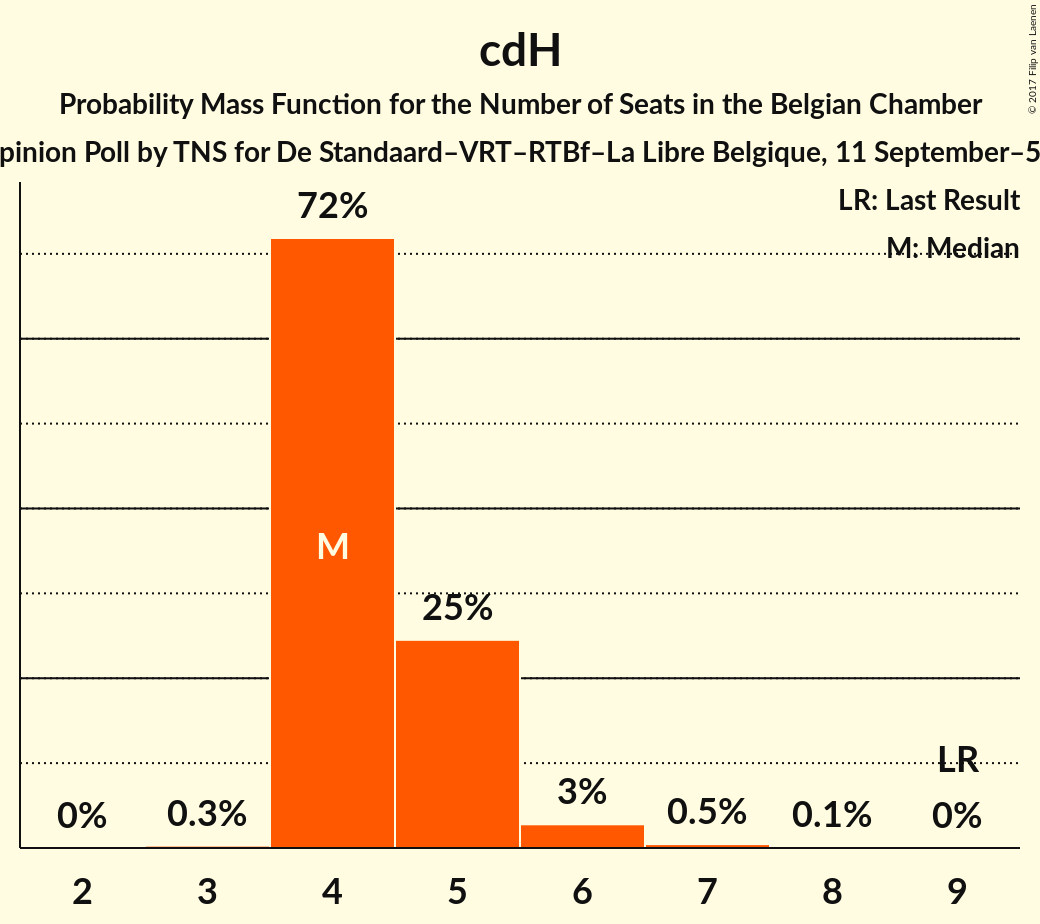 © 2017 Filip van Laenen
cdH
Probability Mass Function for the Number of Seats in the Belgian Chamber
pinion Poll by TNS for De Standaard–VRT–RTBf–La Libre Belgique, 11 September–5
LR: Last Result
M: Median
72%
M
25%
LR
0%
0.3%
3%
0.5%
0.1%
0%
2 3 4 5 6 7 8 9